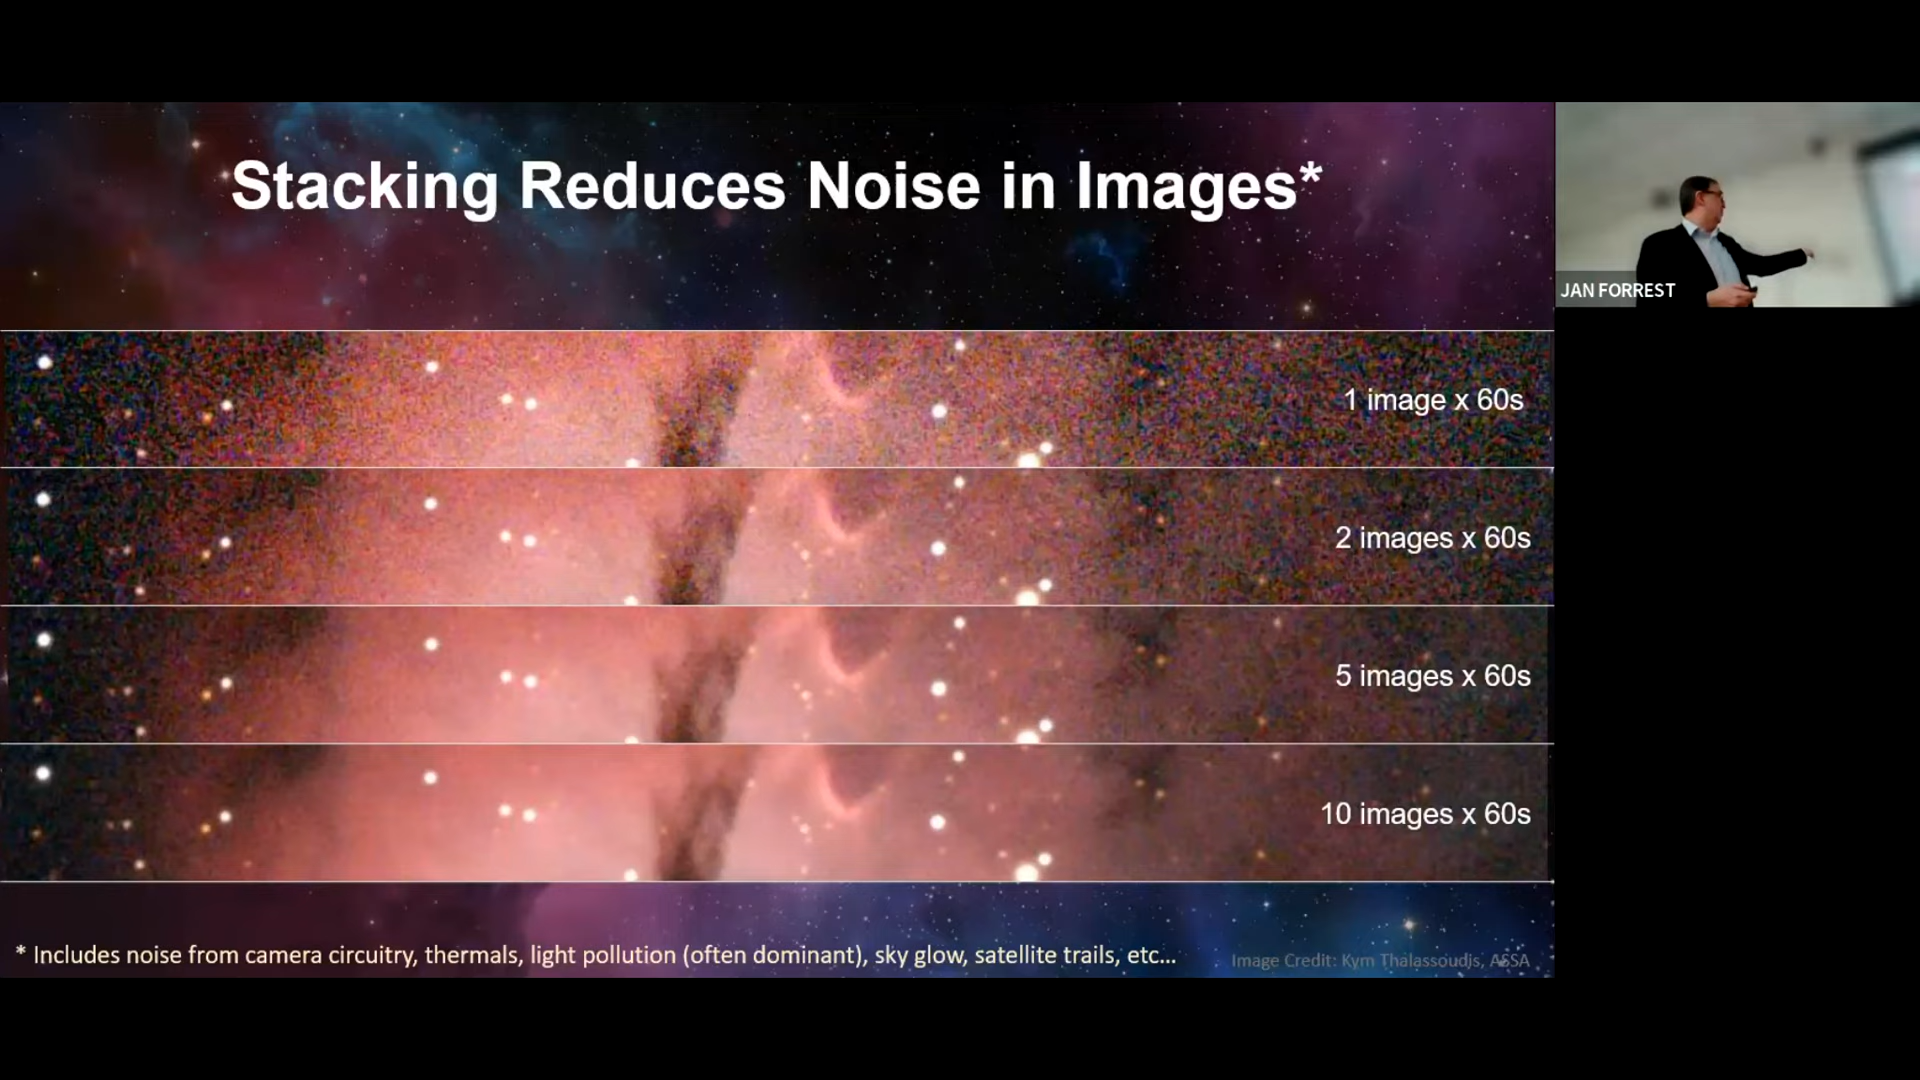 Stacking Reduces Noise in Images*
JAN FORREST
1 image x 60s
2 images x 60s
5 images x 60s
10 images x 60s
* Includes noise from camera circuitry, thermals, light pollution (often dominant), sky glow, satellite trails, etc...
Image Credit: Kym Thalassoudis, ASSA